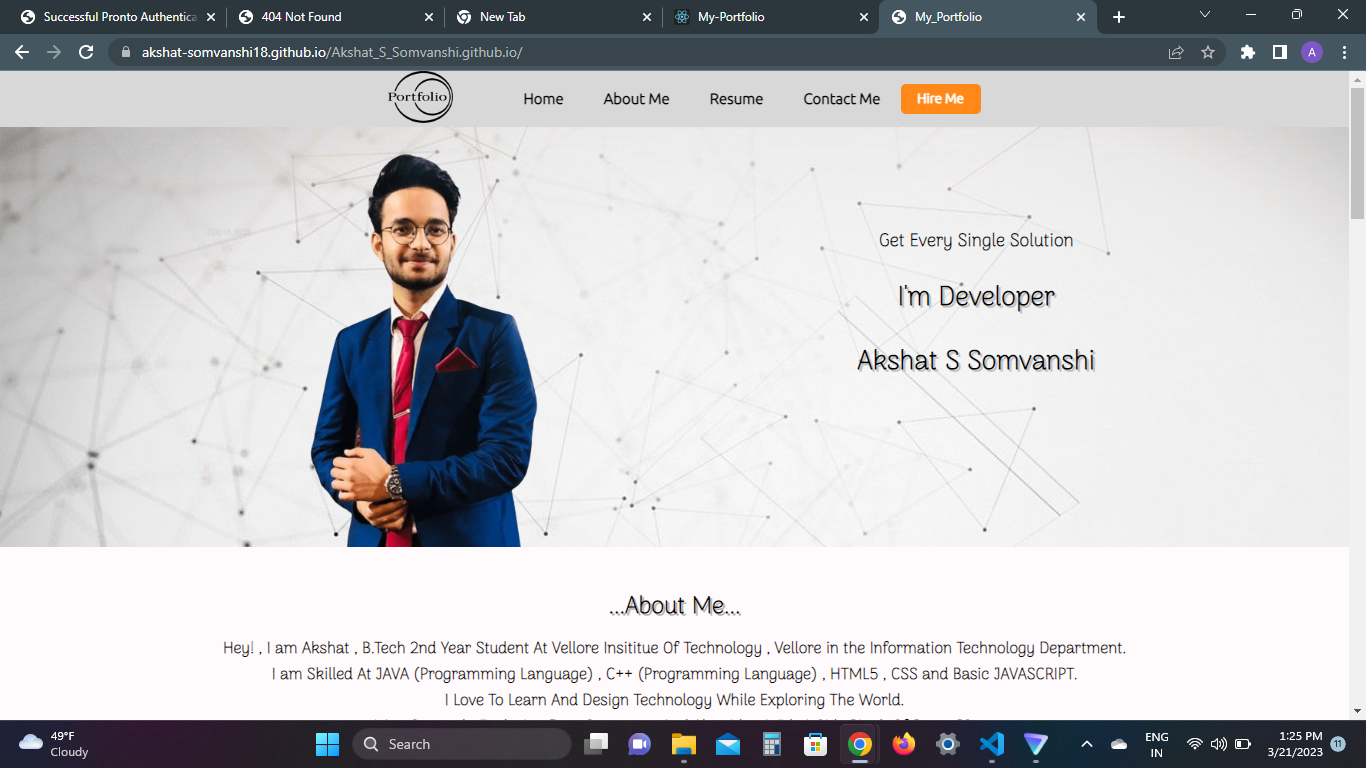 Successful Pronto Authentica
404 Not Found
New Tab
My-Portfolio
My_Portfolio
akshat-somvanshi18.github.io/Akshat_S_Somvanshi.github.io/
A
Portfolio
Home
About Me
Resume
Contact Me
Hire Me
Get Every Single Solution
I'm Developer
Akshat S Somvanshi
...About Me...
Hey! , I am Akshat , B.Tech 2nd Year Student At Vellore Insititue Of Technology , Vellore in the Information Technology Department.
I am Skilled At JAVA (Programming Language) , C++ (Programming Language) , HTML5 , CSS and Basic JAVASCRIPT.
I Love To Learn And Design Technology While Exploring The World.
49°F
Cloudy
Search
ENG
IN
1:25 PM
3/21/2023
11